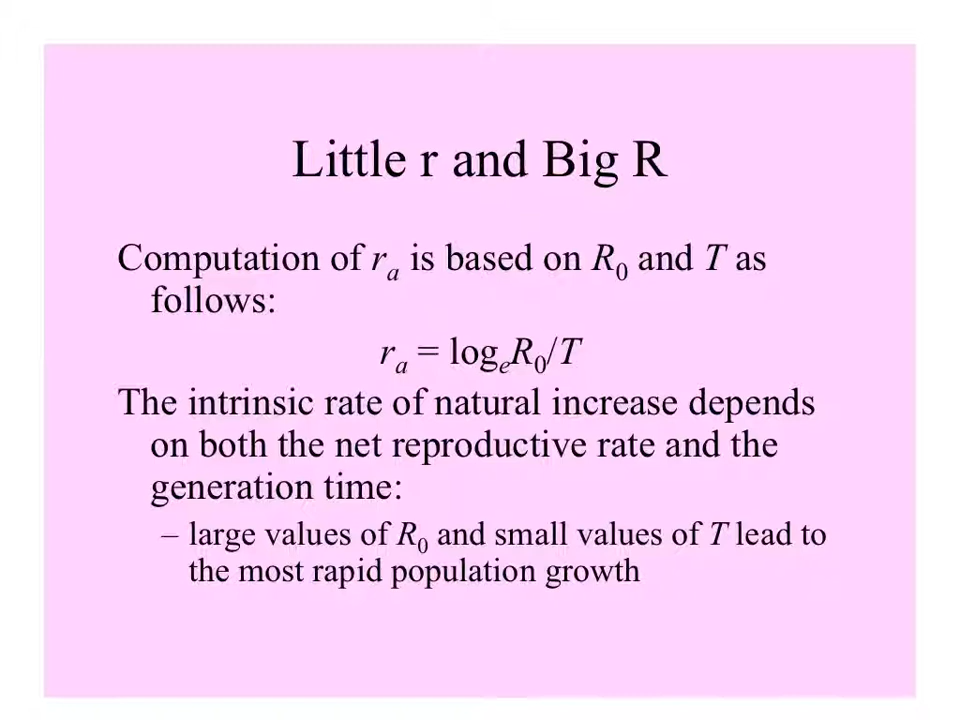 Little r and Big R
Computation of rₐ is based on R₀ and T as
follows:
rₐ = logₑR₀/T
The intrinsic rate of natural increase depends
on both the net reproductive rate and the
generation time:
– large values of R₀ and small values of T lead to
the most rapid population growth